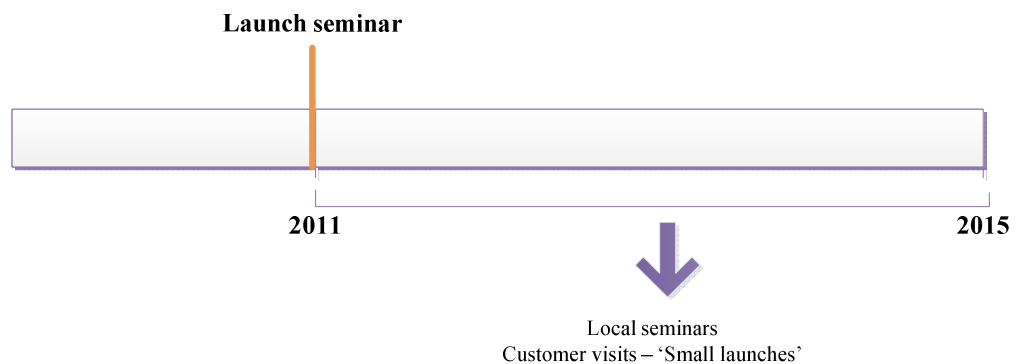 Launch seminar
2011
2015
Local seminars
Customer visits – ‘Small launches’